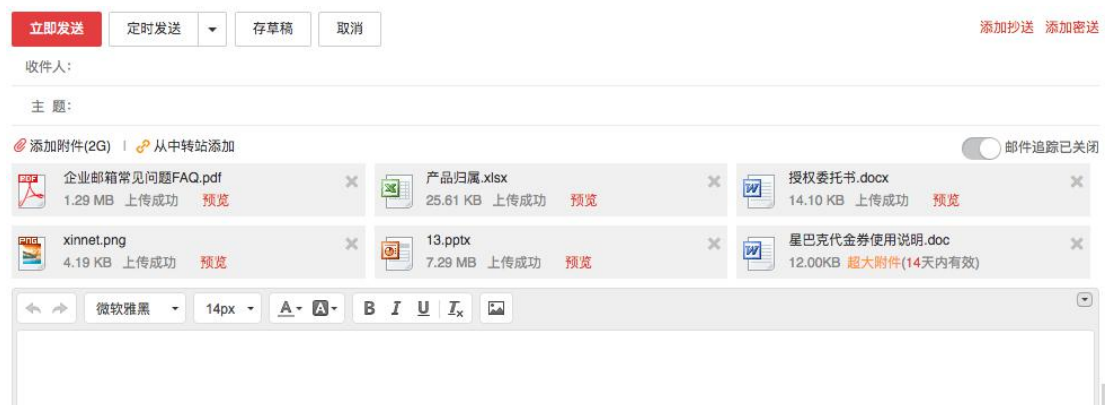 立即发送 定时发送 存草稿 取消 添加抄送 添加密送
收件人:
主 题:
添加附件(2G) | 从中转站添加 邮件追踪已关闭
企业邮箱常见问题FAQ.pdf 产品归属.xlsx 授权委托书.docx
1.29 MB 上传成功 预览 25.61 KB 上传成功 预览 14.10 KB 上传成功 预览
xinnet.png 13.pptx 星巴克代金券使用说明.doc
4.19 KB 上传成功 预览 7.29 MB 上传成功 预览 12.00KB 超大附件(14天内有效)
微软雅黑 14px A A B I U Ix